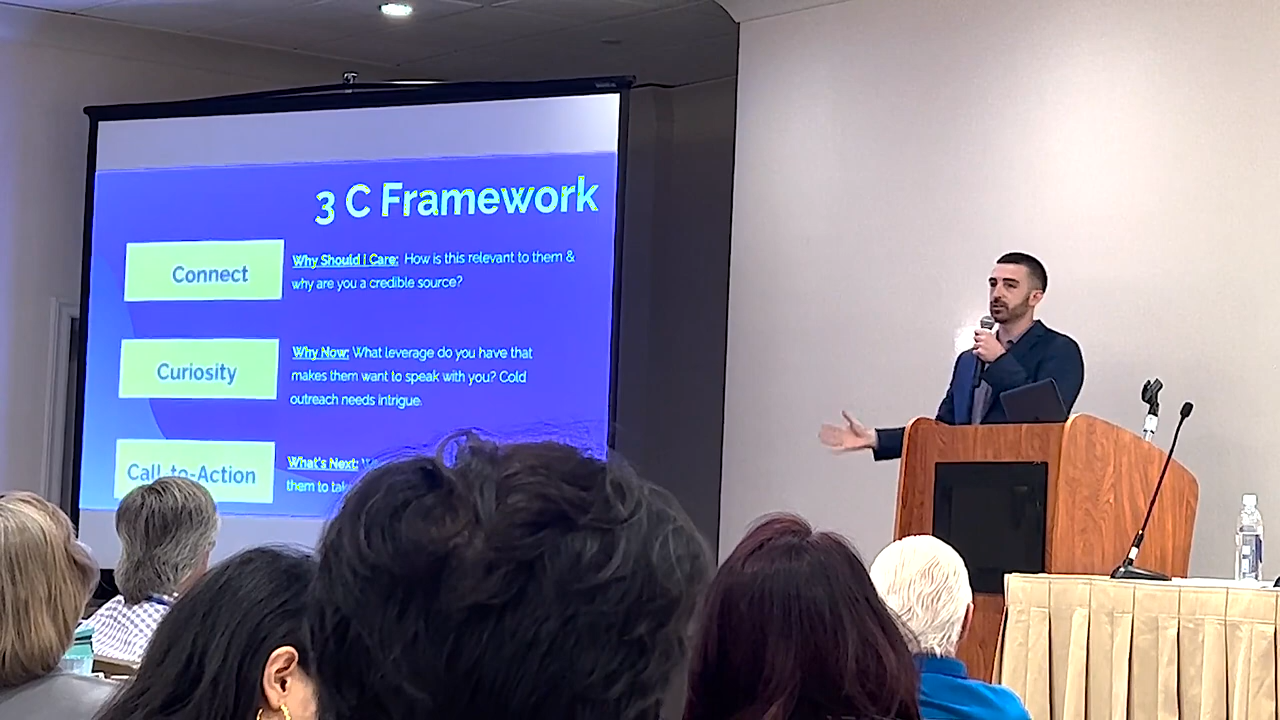 3 C Framework
Connect
Why Should I Care: How is this relevant to them &
why are you a credible source?
Curiosity
Why Now: What leverage do you have that
makes them want to speak with you? Cold
outreach needs intrigue.
Call-to-Action
What's Next:
them to